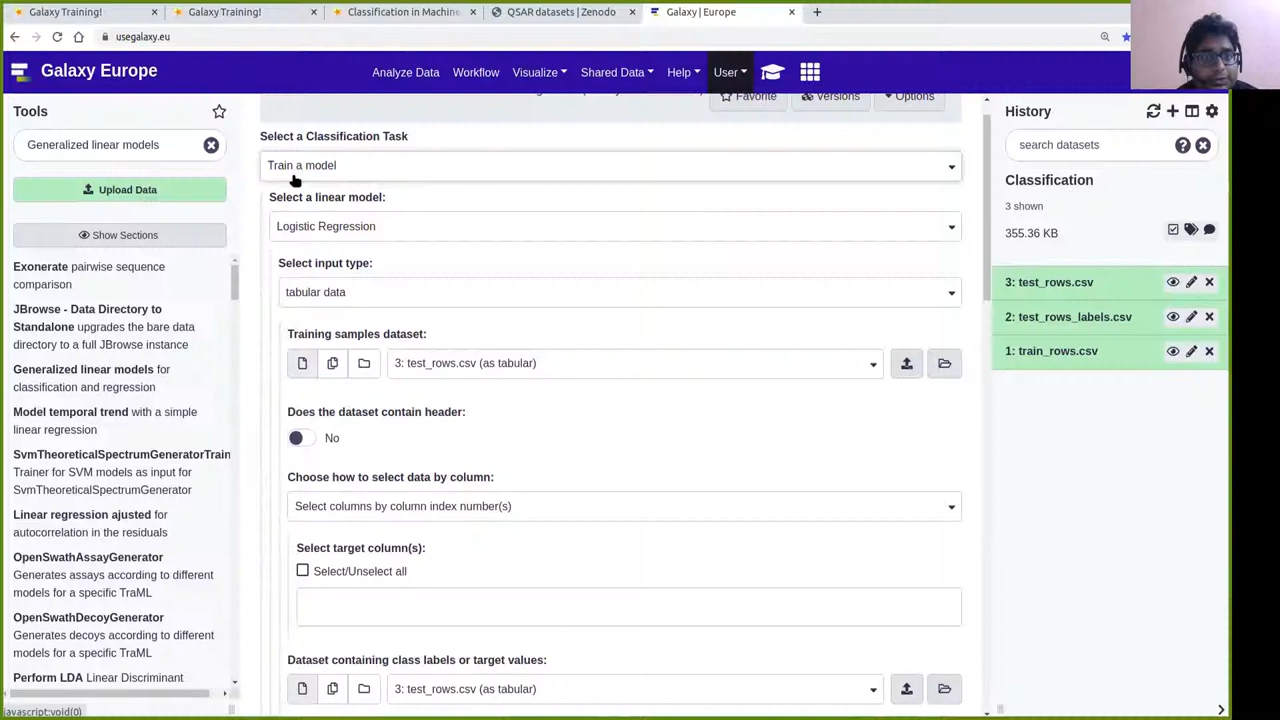 Galaxy Training!
Galaxy Training!
Classification in Machine
QSAR datasets | Zenodo
Galaxy | Europe
usegalaxy.eu
Galaxy Europe
Analyze Data
Workflow
Visualize
Shared Data
Help
User
Tools
Generalized linear models
Upload Data
Show Sections
Exonerate pairwise sequence
comparison
JBrowse - Data Directory to
Standalone upgrades the bare data
directory to a full JBrowse instance
Generalized linear models for
classification and regression
Model temporal trend with a simple
linear regression
SvmTheoreticalSpectrumGeneratorTrain
Trainer for SVM models as input for
SvmTheoreticalSpectrumGenerator
Linear regression ajusted for
autocorrelation in the residuals
OpenSwathAssayGenerator
Generates assays according to different
models for a specific TraML
OpenSwathDecoyGenerator
Generates decoys according to different
models for a specific TraML
Perform LDA Linear Discriminant
javascript:void(0)
Favorite
Versions
Options
Select a Classification Task
Train a model
Select a linear model:
Logistic Regression
Select input type:
tabular data
Training samples dataset:
3: test_rows.csv (as tabular)
Does the dataset contain header:
No
Choose how to select data by column:
Select columns by column index number(s)
Select target column(s):
Select/Unselect all
Dataset containing class labels or target values:
3: test_rows.csv (as tabular)
History
search datasets
Classification
3 shown
355.36 KB
3: test_rows.csv
2: test_rows_labels.csv
1: train_rows.csv